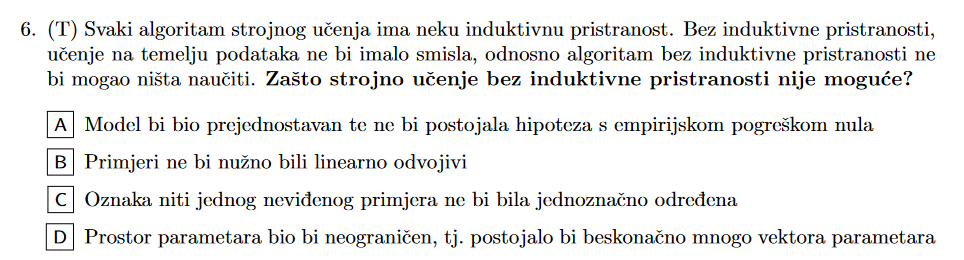 6. (T) Svaki algoritam strojnog učenja ima neku induktivnu pristranost. Bez induktivne pristranosti,
učenje na temelju podataka ne bi imalo smisla, odnosno algoritam bez induktivne pristranosti ne
bi mogao ništa naučiti. Zašto strojno učenje bez induktivne pristranosti nije moguće?
A Model bi bio prejednostavan te ne bi postojala hipoteza s empirijskom pogreškom nula
B Primjeri ne bi nužno bili linearno odvojivi
C Oznaka niti jednog neviđenog primjera ne bi bila jednoznačno određena
D Prostor parametara bio bi neograničen, tj. postojalo bi beskonačno mnogo vektora parametara